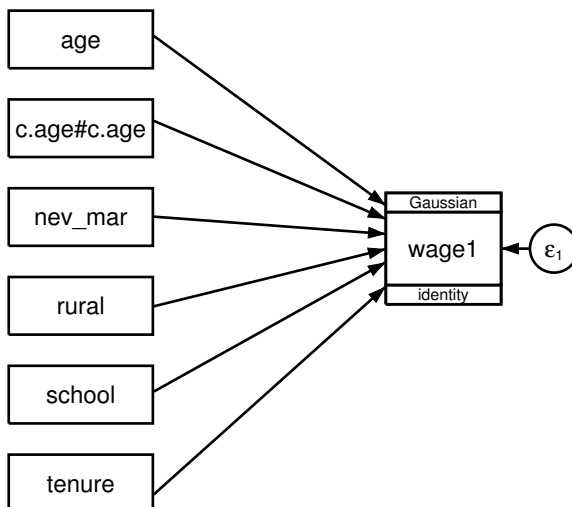 age
c.age#c.age
nev_mar
rural
school
tenure
Gaussian
wage1
identity
ε1